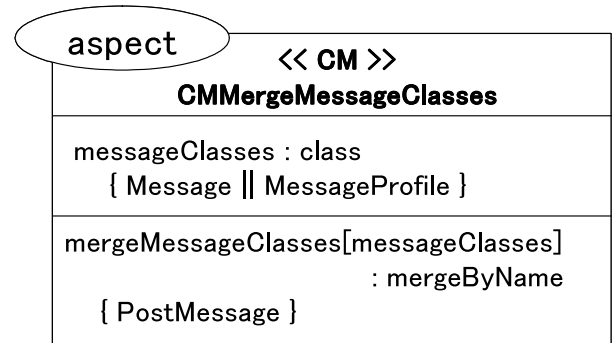 aspect
<< CM >>
CMMergeMessageClasses
messageClasses : class
{ Message || MessageProfile }
mergeMessageClasses[messageClasses]
: mergeByName
{ PostMessage }